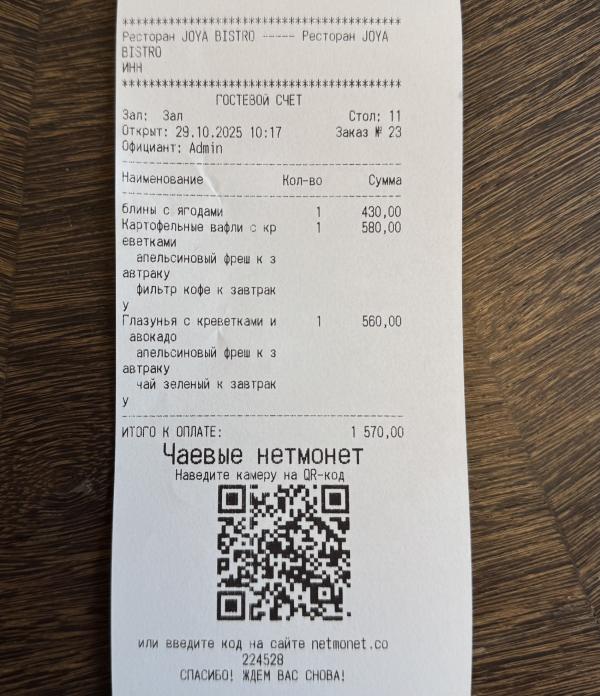 ****************************************
Ресторан JOYA BISTRO ----- Ресторан JOYA
BISTRO
ИНН
****************************************
ГОСТЕВОЙ СЧЕТ
Зал: Зал Стол: 11
Открыт: 29.10.2025 10:17 Заказ № 23
Официант: Admin
Наименование Кол-во Сумма
блины с ягодами 1 430,00
Картофельные вафли с кр 1 580,00
еветками
апельсиновый фреш к з
автраку
фильтр кофе к завтрак
у
Глазунья с креветками и 1 560,00
авокадо
апельсиновый фреш к з
автраку
чай зеленый к завтрак
у
ИТОГО К ОПЛАТЕ: 1 570,00
Чаевые нетмонет
Наведите камеру на QR-код
или введите код на сайте netmonet.co
224528
СПАСИБО! ЖДЕМ ВАС СНОВА!